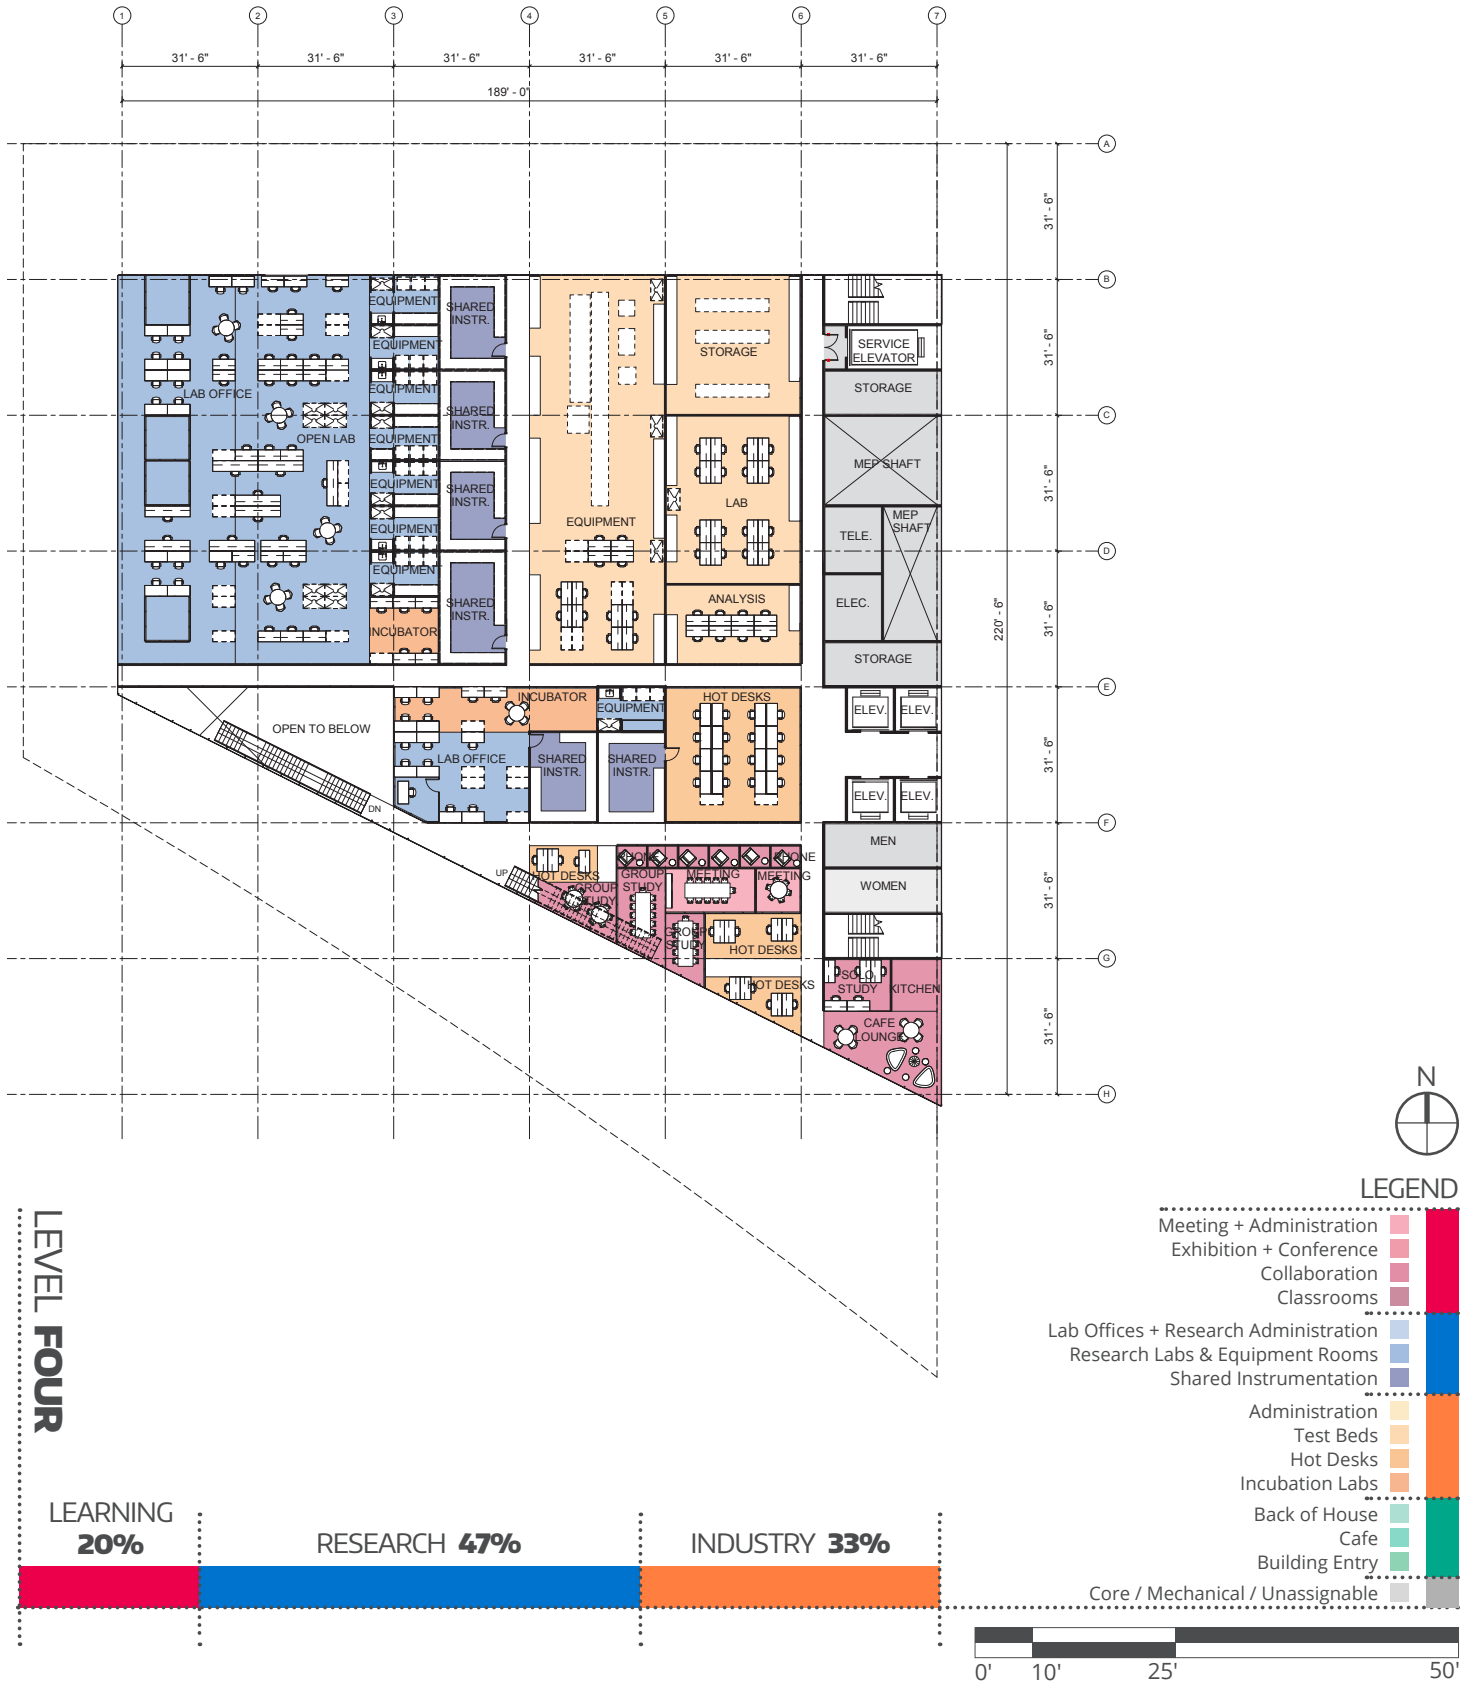 1 2 3 4 5 6 7
31' - 6" 31' - 6" 31' - 6" 31' - 6" 31' - 6" 31' - 6"
189' - 0"
A
31' - 6"
B
31' - 6"
C
31' - 6"
D
31' - 6"
220' - 6"
E
31' - 6"
F
31' - 6"
G
31' - 6"
H
LAB OFFICE
OPEN LAB
EQUIPMENT
EQUIPMENT
EQUIPMENT
EQUIPMENT
EQUIPMENT
EQUIPMENT
EQUIPMENT
INCUBATOR
SHARED
INSTR.
SHARED
INSTR.
SHARED
INSTR.
SHARED
INSTR.
EQUIPMENT
STORAGE
LAB
ANALYSIS
SERVICE
ELEVATOR
STORAGE
MEP SHAFT
MEP
SHAFT
TELE.
ELEC.
STORAGE
OPEN TO BELOW
DN
INCUBATOR
LAB OFFICE
EQUIPMENT
SHARED
INSTR.
SHARED
INSTR.
HOT DESKS
ELEV. ELEV.
ELEV. ELEV.
MEN
WOMEN
UP
HOT DESKS
GROUP
STUDY
PHONE
PHONE
GROUP
STUDY
MEETING
MEETING
GROUP
STUDY
HOT DESKS
HOT DESKS
SOLO
STUDY
KITCHEN
CAFE
LOUNGE
N
LEGEND
Meeting + Administration
Exhibition + Conference
Collaboration
Classrooms
Lab Offices + Research Administration
Research Labs & Equipment Rooms
Shared Instrumentation
Administration
Test Beds
Hot Desks
Incubation Labs
Back of House
Cafe
Building Entry
Core / Mechanical / Unassignable
0' 10' 25' 50'
LEVEL FOUR
LEARNING
20%
RESEARCH 47%
INDUSTRY 33%